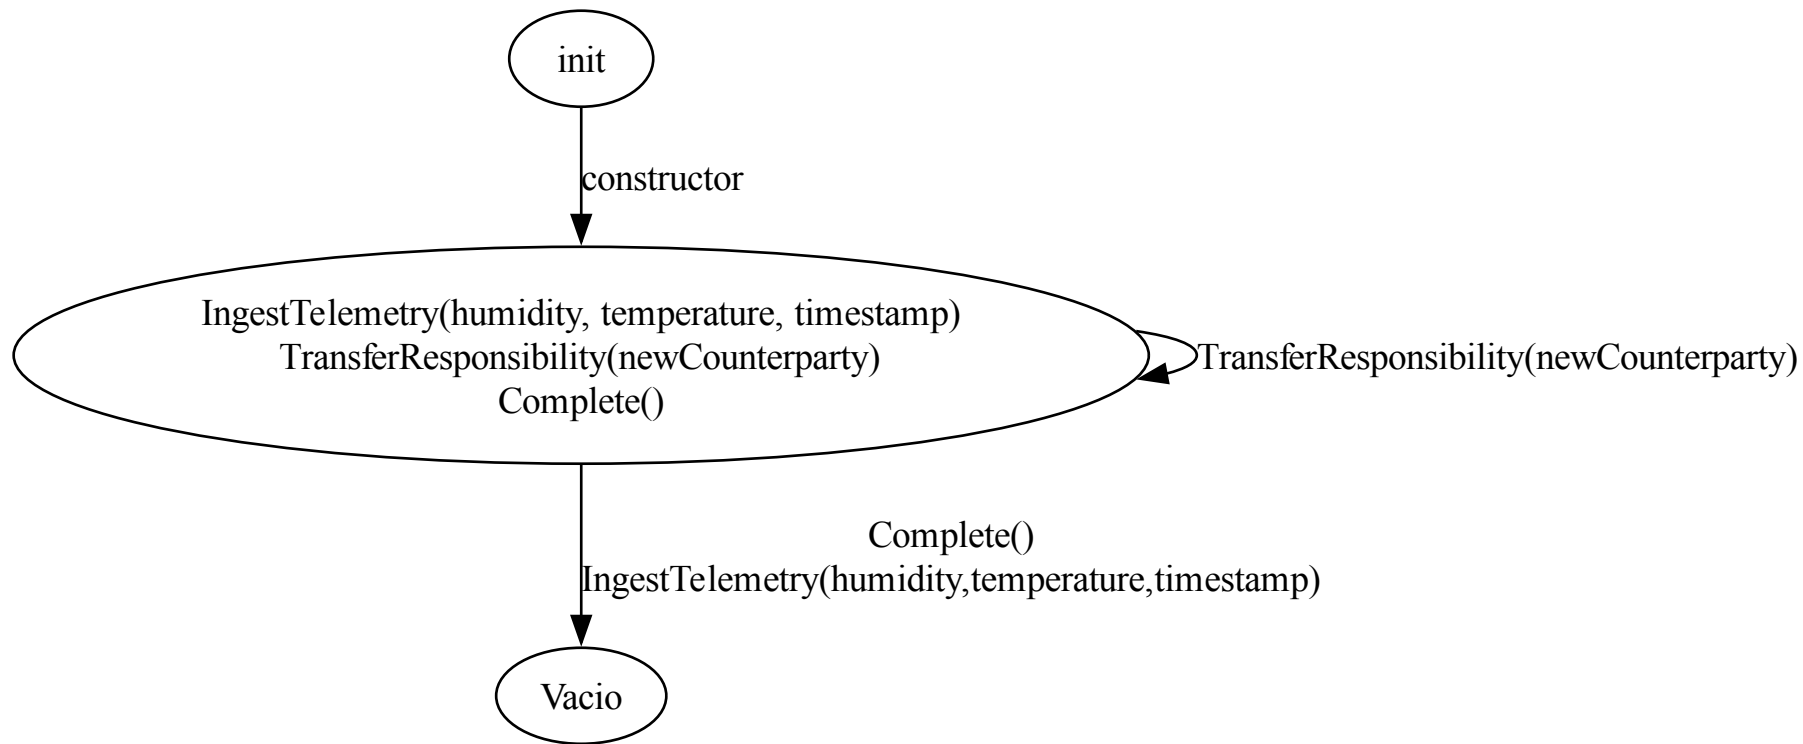 init
constructor
IngestTelemetry(humidity, temperature, timestamp)
TransferResponsibility(newCounterparty)
Complete()
TransferResponsibility(newCounterparty)
Complete()
IngestTelemetry(humidity,temperature,timestamp)
Vacio